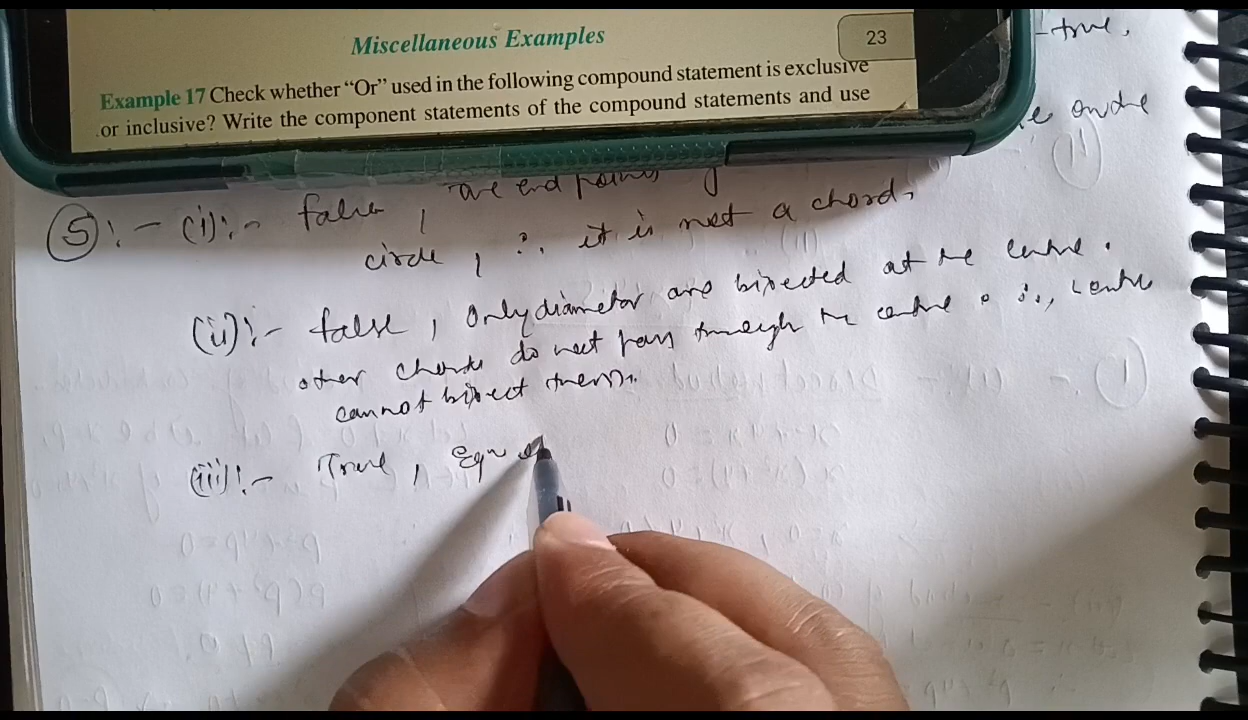 Miscellaneous Examples
23
Example 17 Check whether “Or” used in the following compound statement is exclusive
or inclusive? Write the component statements of the compound statements and use
-true,
(5):- (i):- false, are end points
circle, ∴ it is not a chord.
(ii):- false, only diameter are bisected at the centre.
other chords do not pass through the centre
cannot bisect them.
(iii):- True, Eqn of